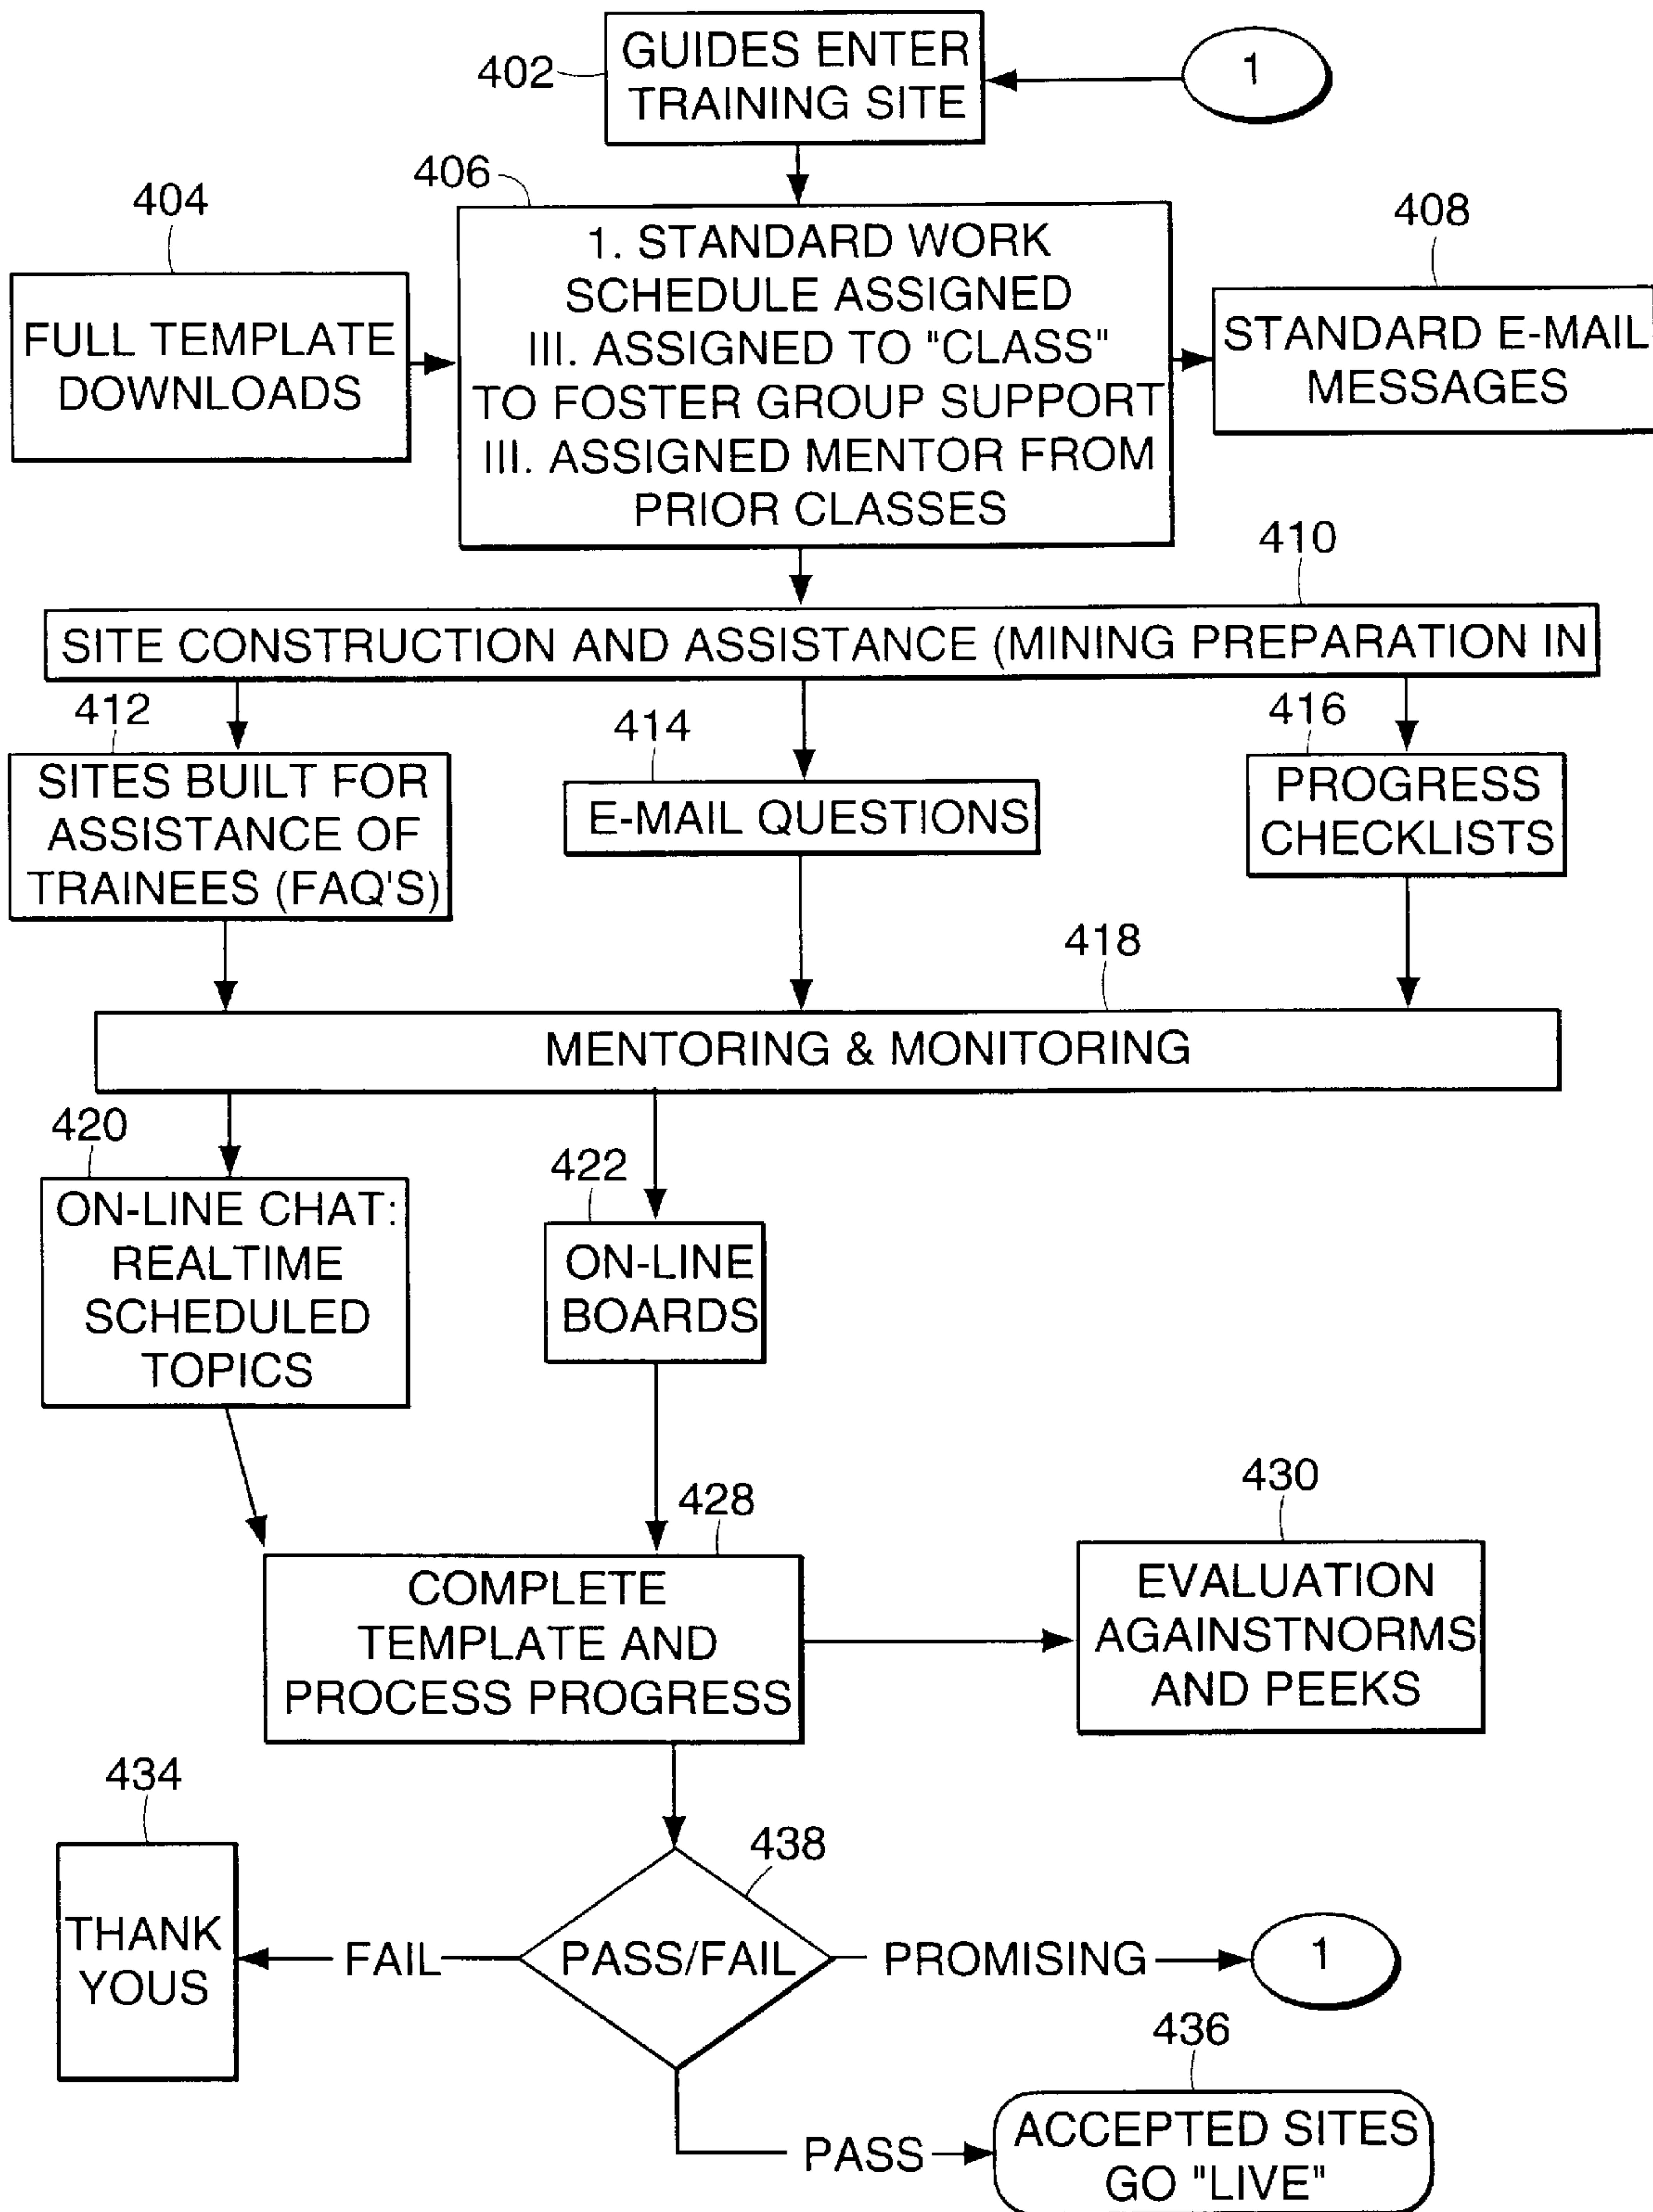 GUIDES ENTER
TRAINING SITE
402
1
406
404
408
1. STANDARD WORK
SCHEDULE ASSIGNED
III. ASSIGNED TO "CLASS"
TO FOSTER GROUP SUPPORT
III. ASSIGNED MENTOR FROM
PRIOR CLASSES
FULL TEMPLATE
DOWNLOADS
STANDARD E-MAIL
MESSAGES
410
SITE CONSTRUCTION AND ASSISTANCE (MINING PREPARATION IN
412
414
416
SITES BUILT FOR
ASSISTANCE OF
TRAINEES (FAQ'S)
E-MAIL QUESTIONS
PROGRESS
CHECKLISTS
418
MENTORING & MONITORING
420
422
ON-LINE CHAT:
REALTIME
SCHEDULED
TOPICS
ON-LINE
BOARDS
428
430
COMPLETE
TEMPLATE AND
PROCESS PROGRESS
EVALUATION
AGAINSTNORMS
AND PEEKS
434
438
THANK
YOUS
FAIL
PASS/FAIL
PROMISING
1
436
PASS
ACCEPTED SITES
GO "LIVE"